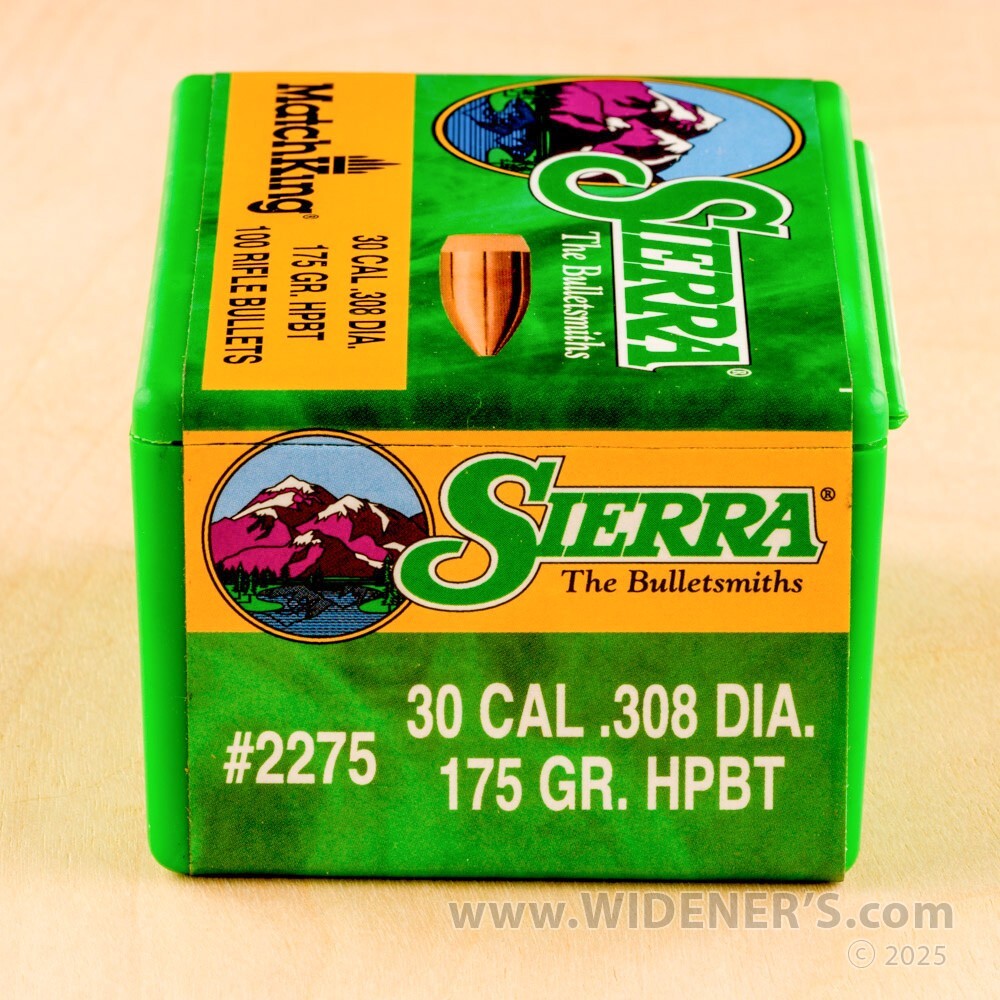 MatchKing®
30 CAL .308 DIA.
175 GR. HPBT
100 RIFLE BULLETS
SIERRA®
The Bulletsmiths
SIERRA®
The Bulletsmiths
#2275
30 CAL .308 DIA.
175 GR. HPBT
www.WIDENER'S.com
© 2025